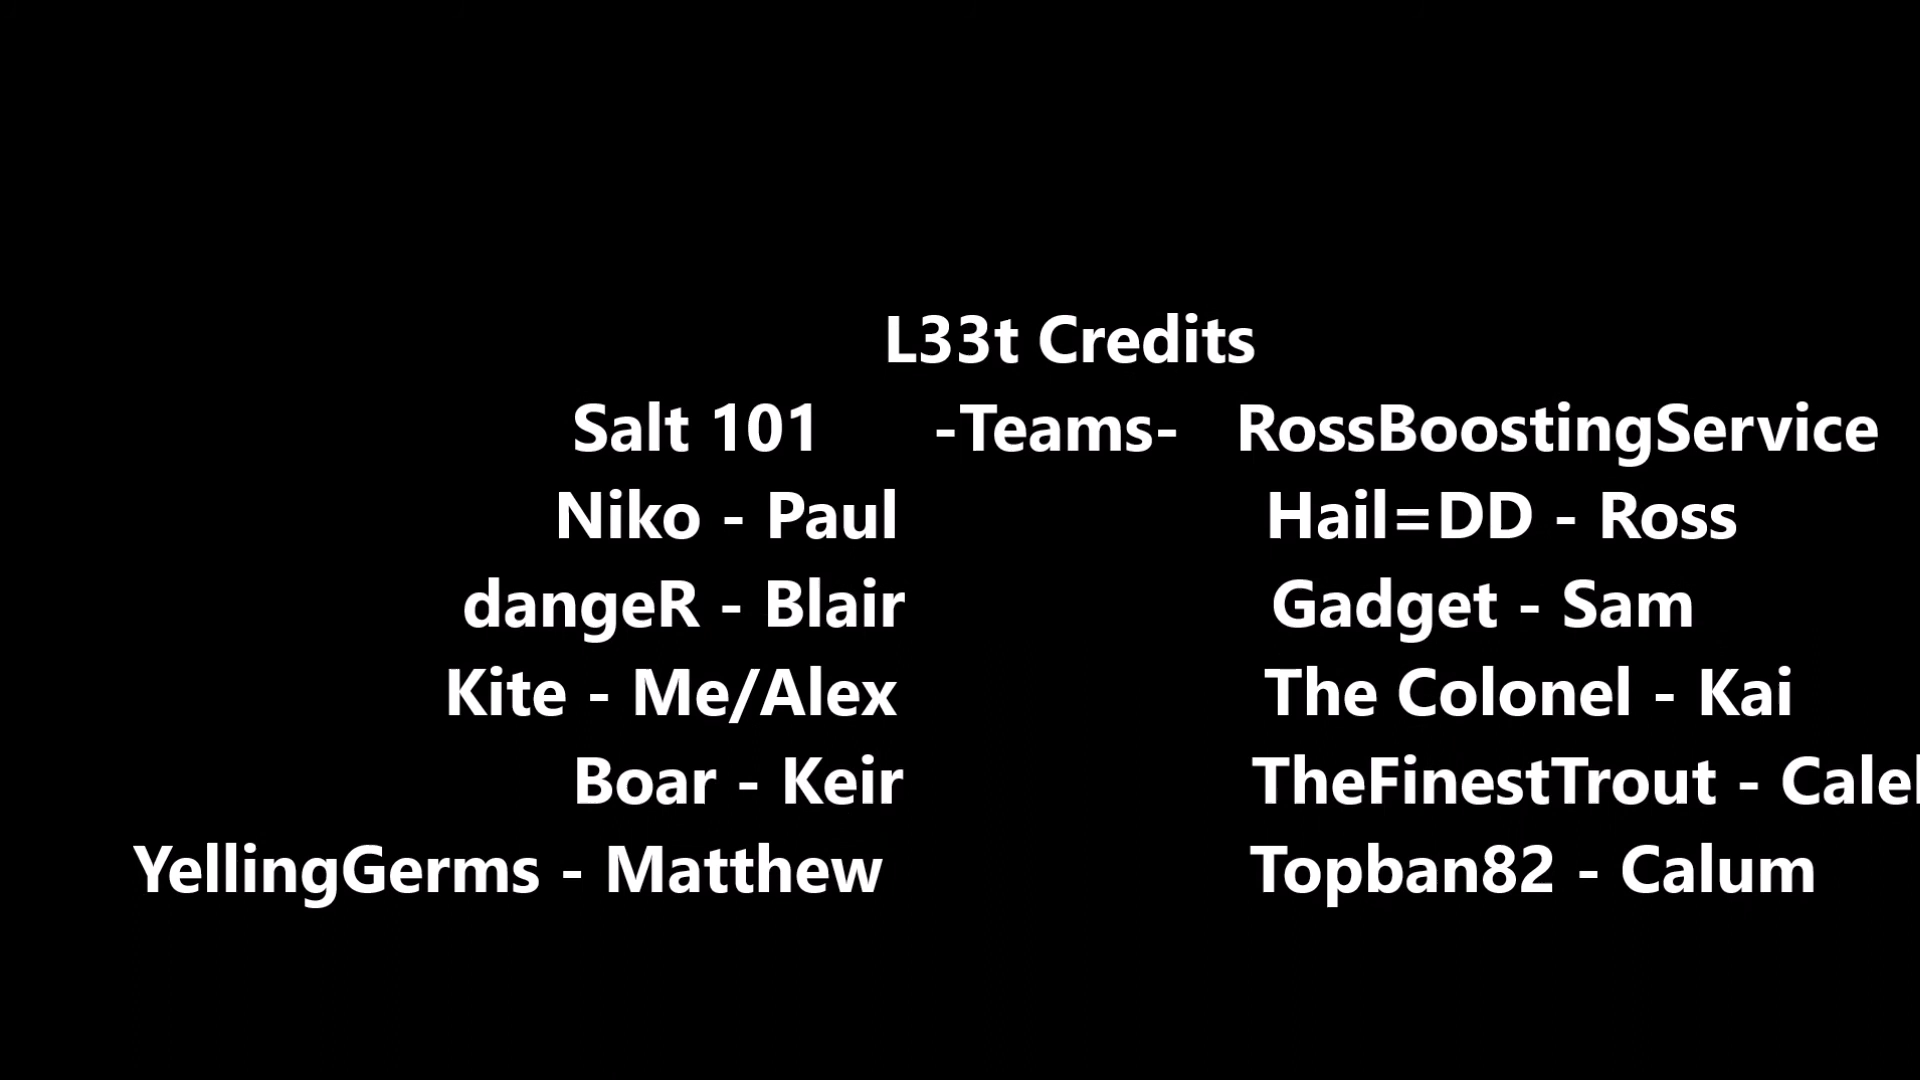 L33t Credits
Salt 101 -Teams- RossBoostingService
Niko - Paul Hail=DD - Ross
dangeR - Blair Gadget - Sam
Kite - Me/Alex The Colonel - Kai
Boar - Keir TheFinestTrout -
YellingGerms - Matthew Topban82 - Calum